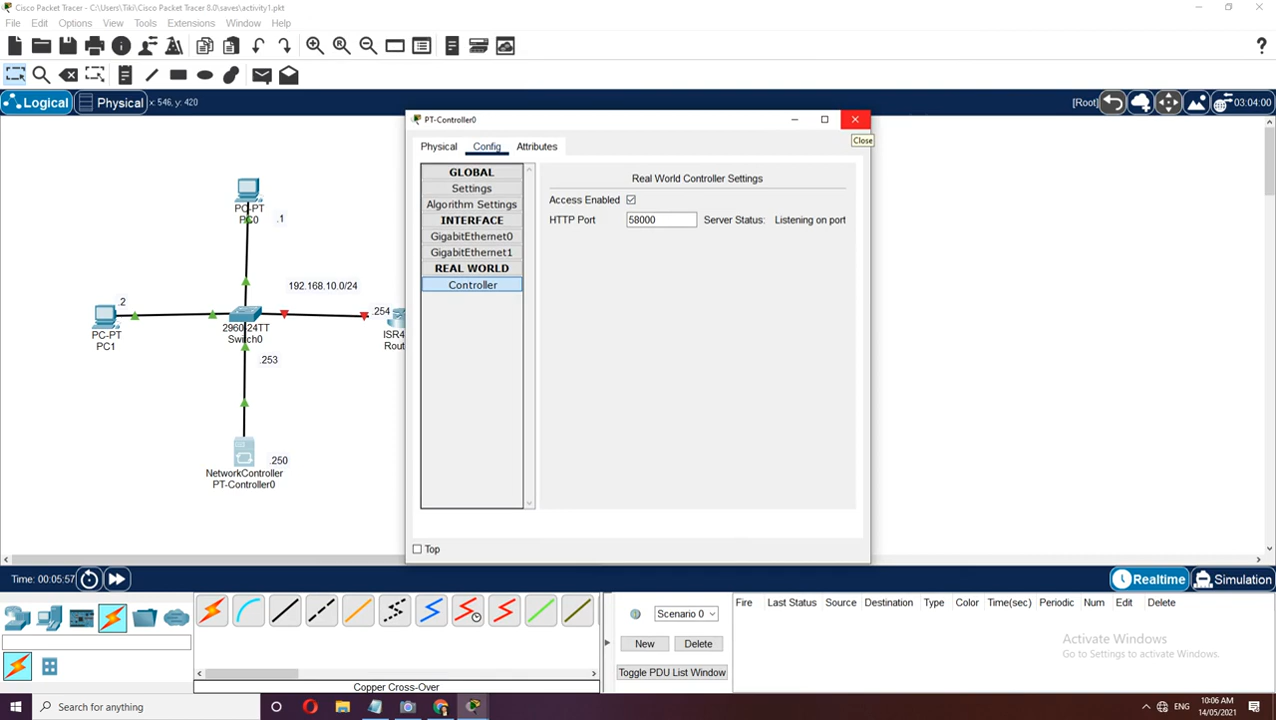 Cisco Packet Tracer - C:\Users\Tiki\Cisco Packet Tracer 8.0\saves\activity1.pkt
File Edit Options View Tools Extensions Window Help
Logical Physical x: 546, y: 420 [Root] 03:04:00
PT-Controller0
Close
Physical Config Attributes
GLOBAL
Settings
Algorithm Settings
INTERFACE
GigabitEthernet0
GigabitEthernet1
REAL WORLD
Controller
Real World Controller Settings
Access Enabled
HTTP Port 58000 Server Status: Listening on port
Top
PC-PT
PC0
.1
192.168.10.0/24
.2
PC-PT
PC1
2960-24TT
Switch0
.253
.254
ISR4
Rout
.250
NetworkController
PT-Controller0
Time: 00:05:57 Realtime Simulation
Scenario 0
New Delete
Toggle PDU List Window
Fire Last Status Source Destination Type Color Time(sec) Periodic Num Edit Delete
Activate Windows
Go to Settings to activate Windows.
Copper Cross-Over
Search for anything
ENG
10:06 AM
14/05/2021